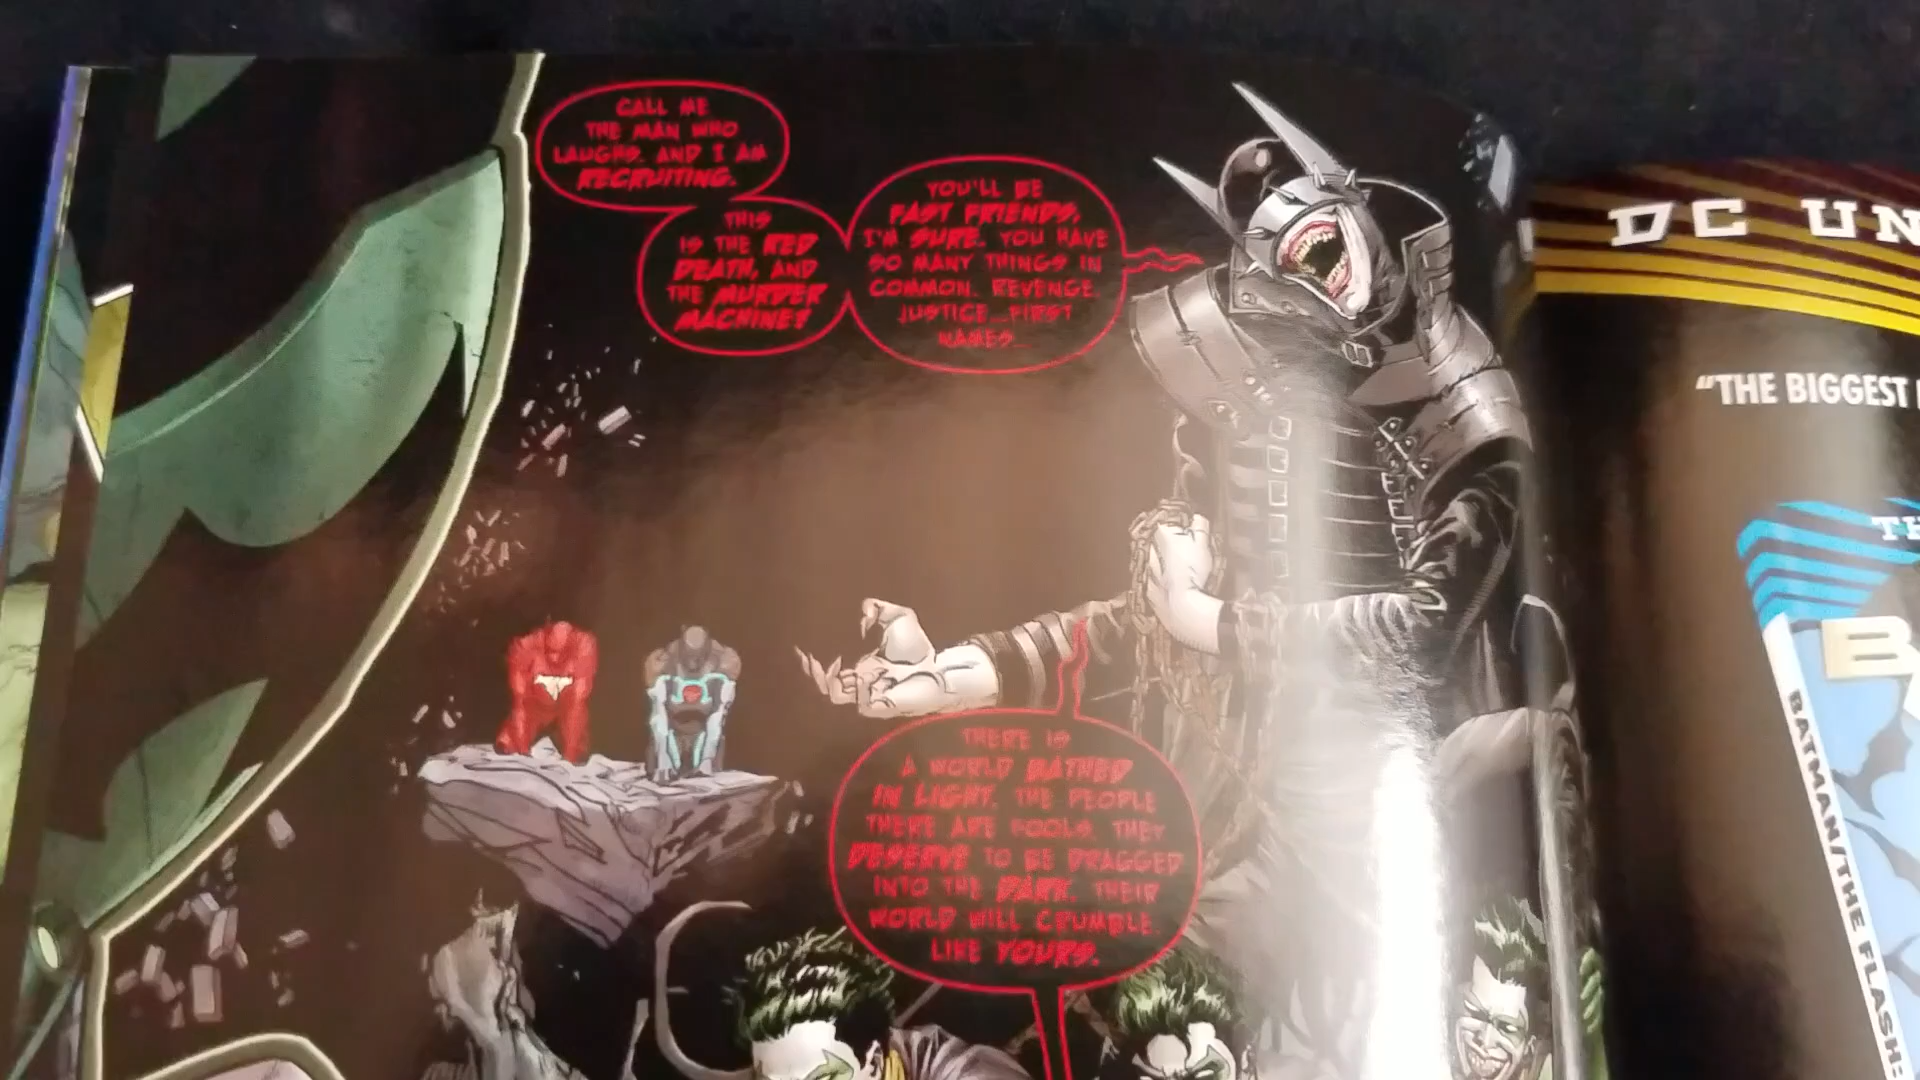 CALL ME
THE MAN WHO
LAUGHS. AND I AM
RECRUITING.
THIS
IS THE RED
DEATH, AND
THE MURDER
MACHINE!
YOU'LL BE
FAST FRIENDS,
I'M SURE. YOU HAVE
SO MANY THINGS IN
COMMON. REVENGE.
JUSTICE...FIRST
NAMES...
THERE IS
A WORLD BATHED
IN LIGHT. THE PEOPLE
THERE ARE FOOLS. THEY
DESERVE TO BE DRAGGED
INTO THE DARK. THEIR
WORLD WILL CRUMBLE.
LIKE YOURS.
DC UN
"THE BIGGEST
TH
B
BATMAN/THE FLASH: